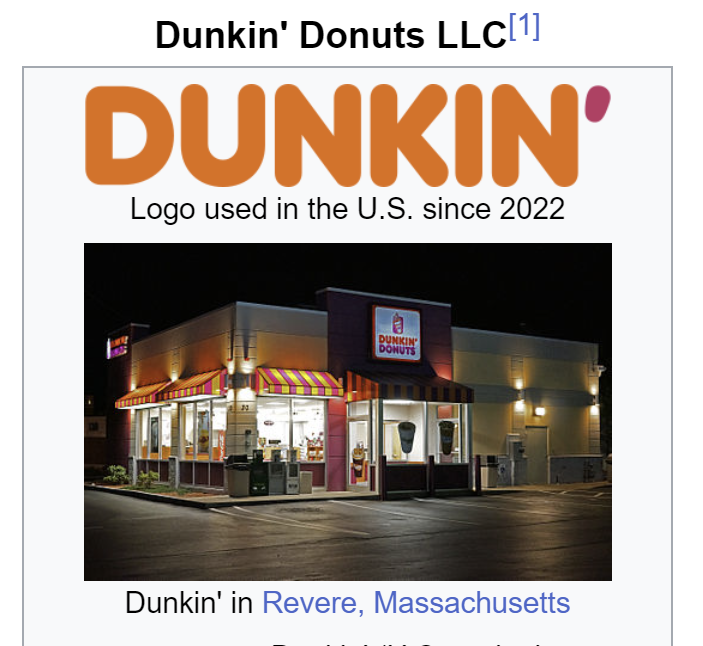 Dunkin' Donuts LLC[1]
DUNKIN'
Logo used in the U.S. since 2022
DUNKIN'
DONUTS
Dunkin' in Revere, Massachusetts